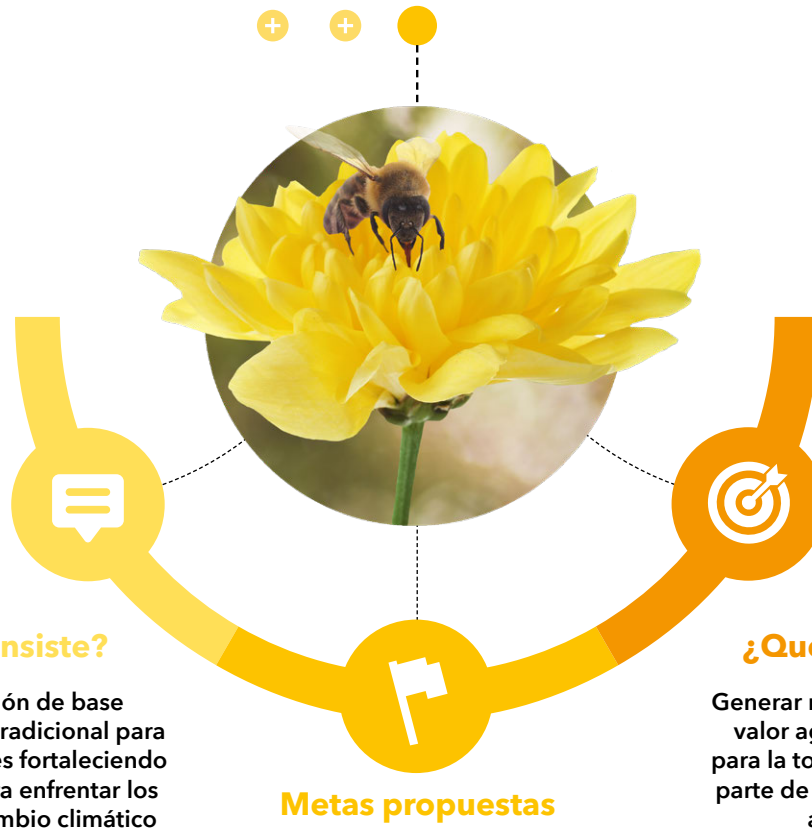 nsiste?
ón de base
radicional para
es fortaleciendo
a enfrentar los
mbio climático
Metas propuestas
¿Qu
Generar
valor a
para la to
parte de